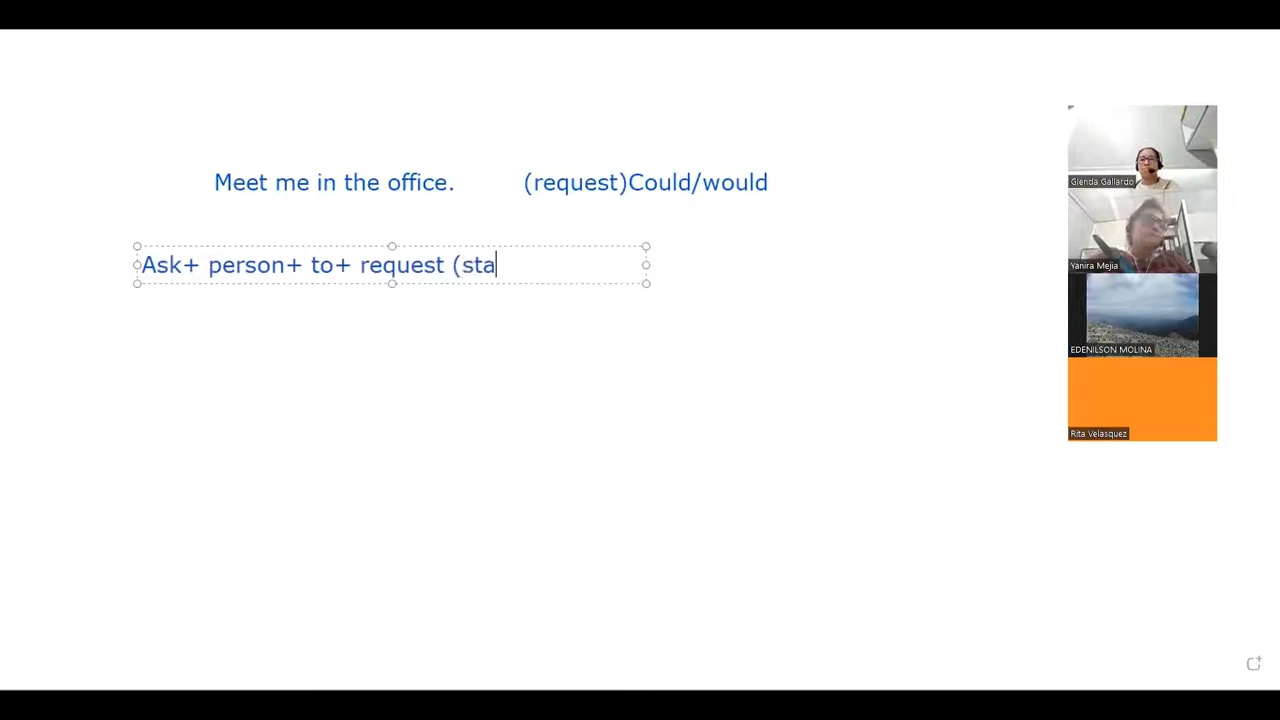 Meet me in the office. (request)Could/would
Ask+ person+ to+ request (sta
Glenda Gallardo
Yanira Mejia
EDENILSON MOLINA
Rita Velasquez